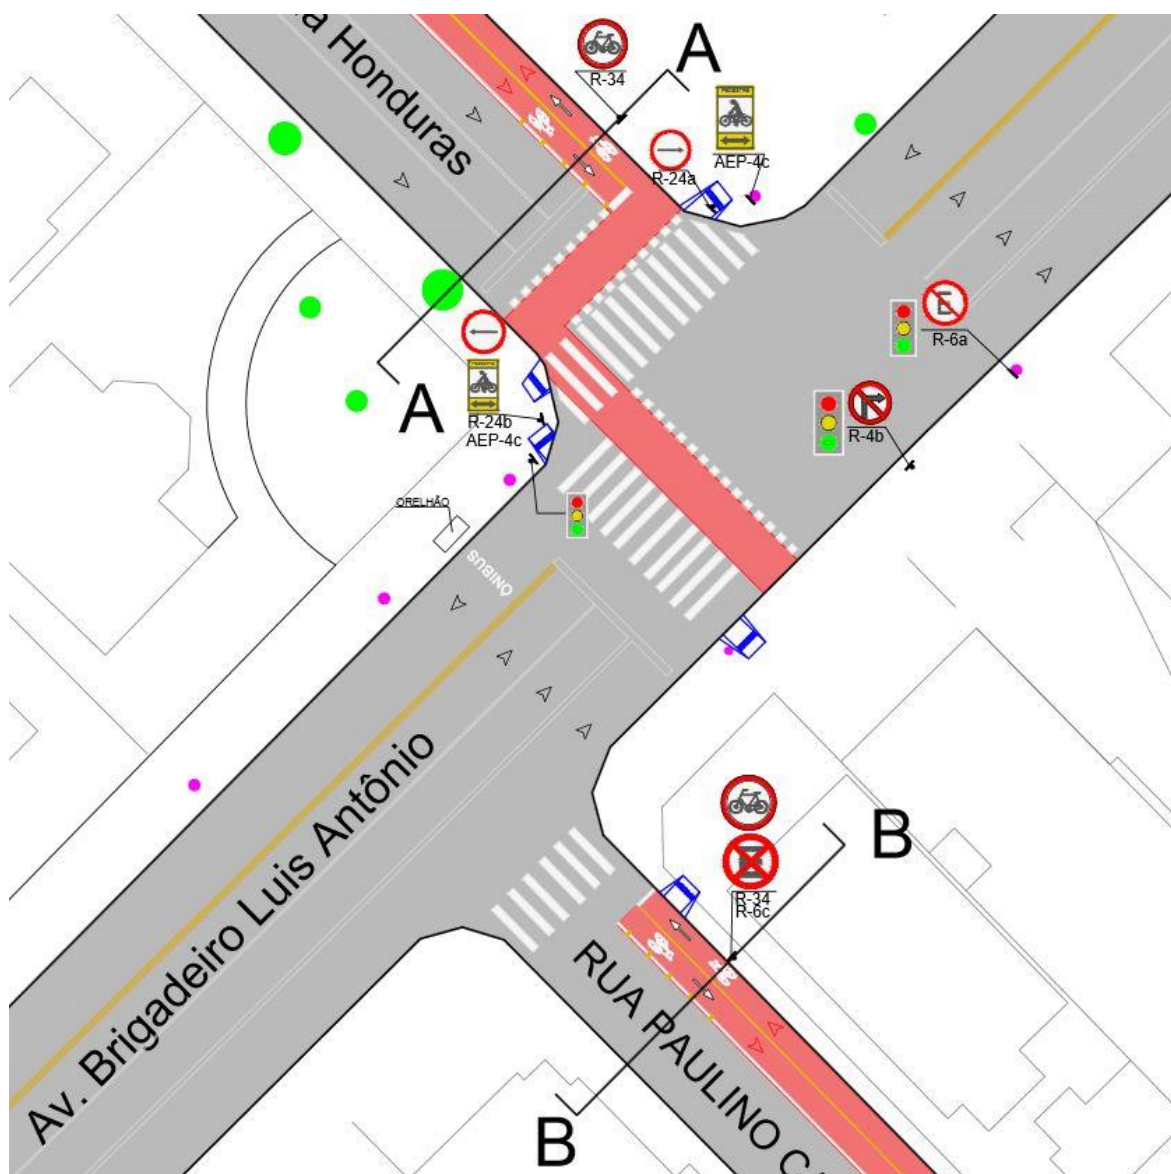 a Honduras
R-34
A
AEP-4c
R-24a
E
R-6a
R-4b
A
R-24b
AEP-4c
ORELHÃO
ÔNIBUS
Av. Brigadeiro Luis Antônio
B
R-34
R-6c
RUA PAULINO CA
B